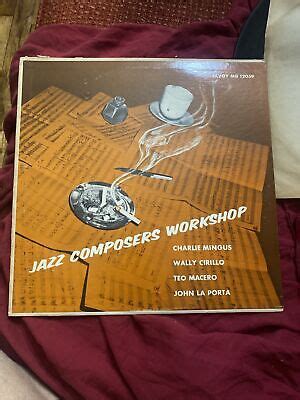 SAVOY MG 12059
JAZZ COMPOSERS WORKSHOP
CHARLIE MINGUS
WALLY CIRILLO
TEO MACERO
JOHN LA PORTA